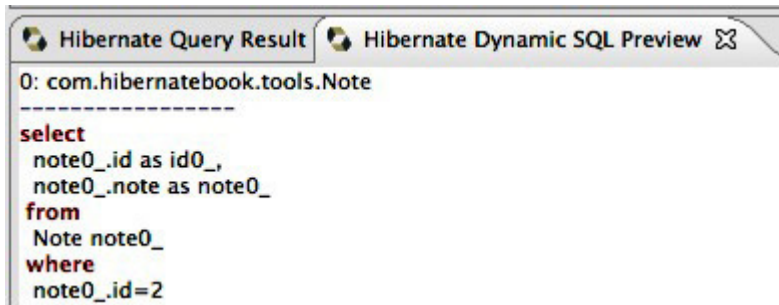 Hibernate Query Result Hibernate Dynamic SQL Preview
0: com.hibernatebook.tools.Note
-----------------
select
note0_.id as id0_,
note0_.note as note0_
from
Note note0_
where
note0_.id=2